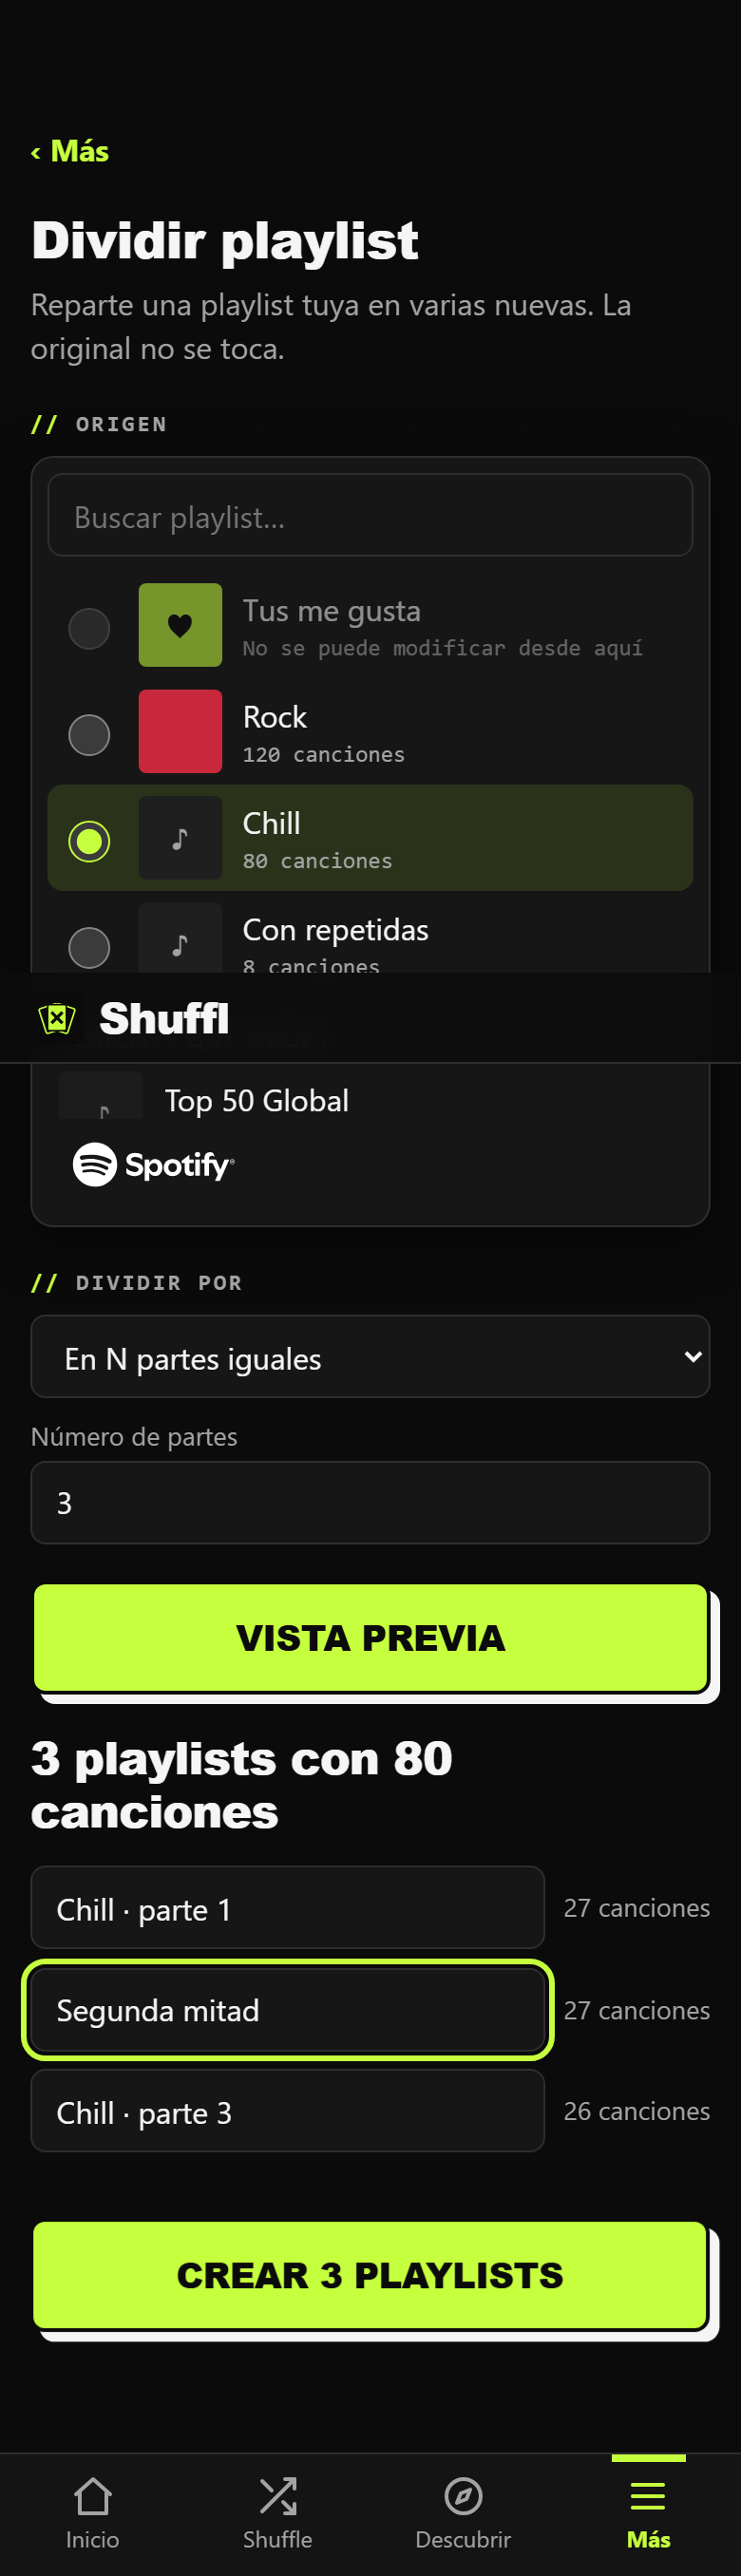 ‹ Más
Dividir playlist
Reparte una playlist tuya en varias nuevas. La
original no se toca.
// ORIGEN
Buscar playlist...
Tus me gusta
No se puede modificar desde aquí
Rock
120 canciones
Chill
80 canciones
Con repetidas
8 canciones
Shuffl
Top 50 Global
Spotify®
// DIVIDIR POR
En N partes iguales
Número de partes
3
VISTA PREVIA
3 playlists con 80
canciones
Chill · parte 1
27 canciones
Segunda mitad
27 canciones
Chill · parte 3
26 canciones
CREAR 3 PLAYLISTS
Inicio
Shuffle
Descubrir
Más